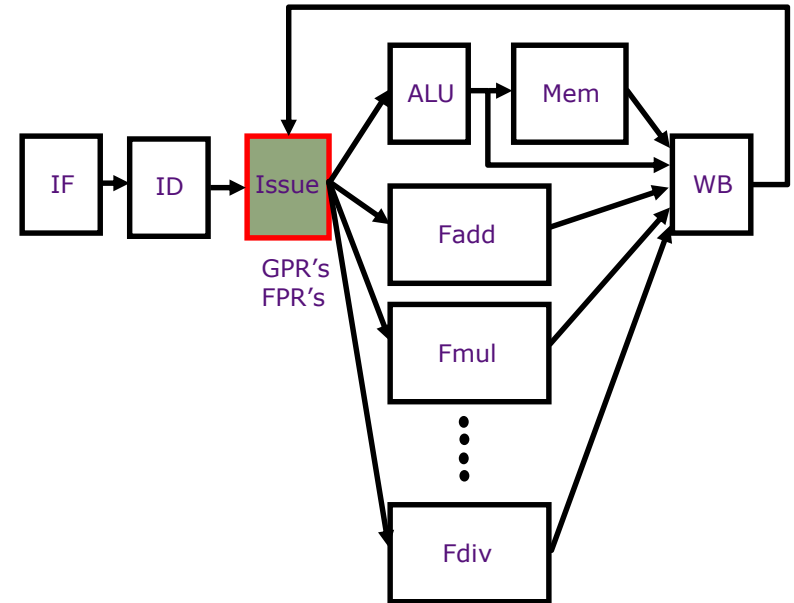 ALU
Mem
IF
ID
Issue
WB
Fadd
GPR's
FPR's
Fmul
Fdiv